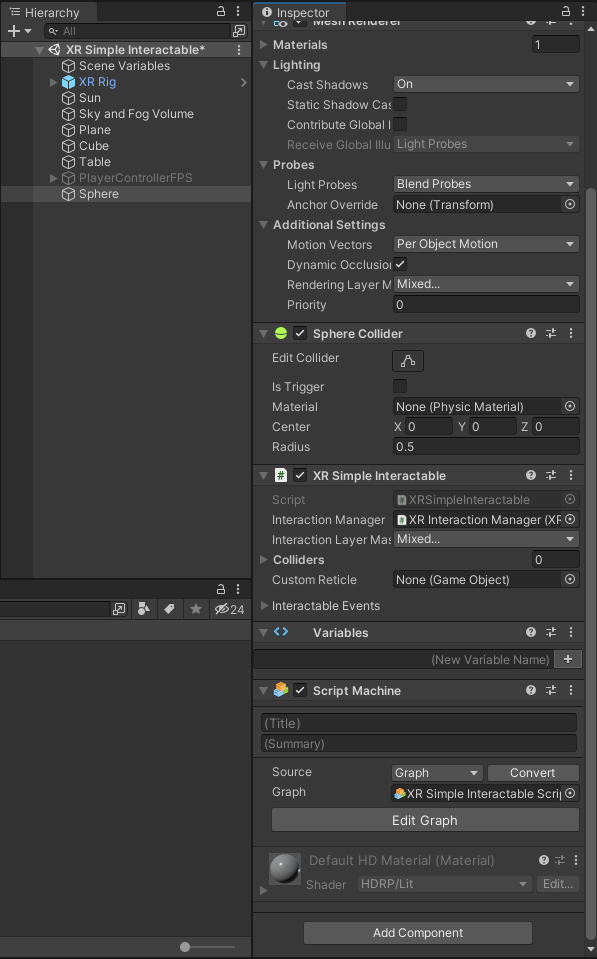 Hierarchy
All
XR Simple Interactable*
Scene Variables
XR Rig
Sun
Sky and Fog Volume
Plane
Cube
Table
PlayerControllerFPS
Sphere
24
Inspector
Mesh Renderer
Materials 1
Lighting
Cast Shadows On
Static Shadow Cas
Contribute Global I
Receive Global Illu Light Probes
Probes
Light Probes Blend Probes
Anchor Override None (Transform)
Additional Settings
Motion Vectors Per Object Motion
Dynamic Occlusion
Rendering Layer M Mixed...
Priority 0
Sphere Collider
Edit Collider
Is Trigger
Material None (Physic Material)
Center X 0 Y 0 Z 0
Radius 0.5
# XR Simple Interactable
Script # XRSimpleInteractable
Interaction Manager # XR Interaction Manager (XR
Interaction Layer Mas Mixed...
Colliders 0
Custom Reticle None (Game Object)
Interactable Events
<> Variables
(New Variable Name) +
Script Machine
(Title)
(Summary)
Source Graph Convert
Graph XR Simple Interactable Scrip
Edit Graph
Default HD Material (Material)
Shader HDRP/Lit Edit...
Add Component